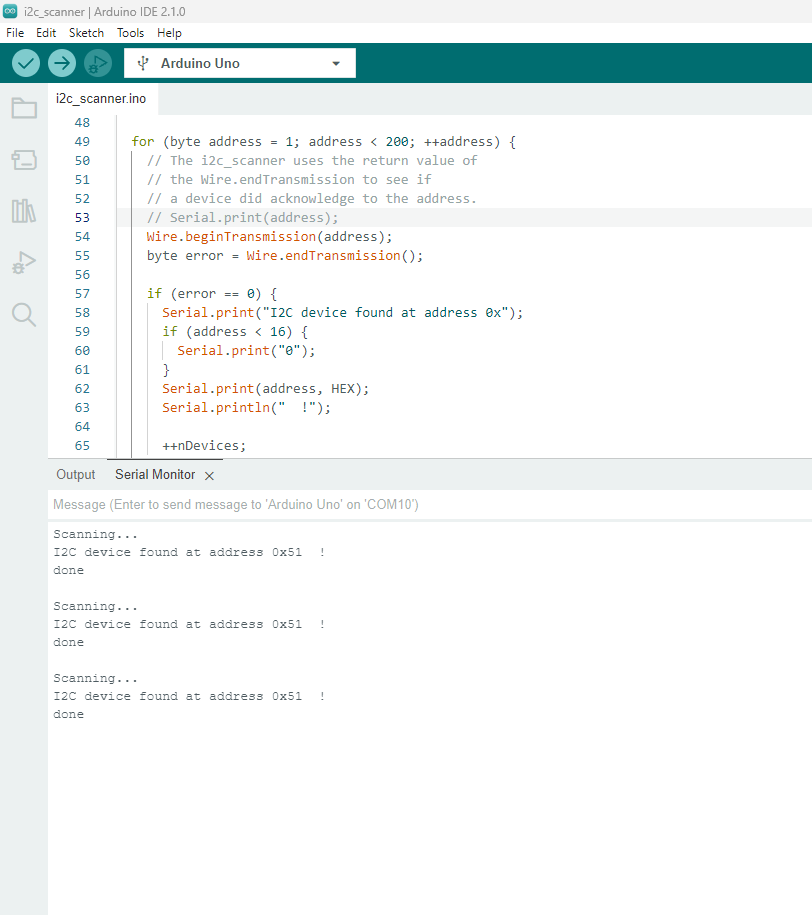 i2c_scanner | Arduino IDE 2.1.0
File Edit Sketch Tools Help
Arduino Uno
i2c_scanner.ino
48
49 for (byte address = 1; address < 200; ++address) {
50 // The i2c_scanner uses the return value of
51 // the Wire.endTransmission to see if
52 // a device did acknowledge to the address.
53 // Serial.print(address);
54 Wire.beginTransmission(address);
55 byte error = Wire.endTransmission();
56
57 if (error == 0) {
58 Serial.print("I2C device found at address 0x");
59 if (address < 16) {
60 Serial.print("0");
61 }
62 Serial.print(address, HEX);
63 Serial.println("  !");
64
65 ++nDevices;
Output Serial Monitor
Message (Enter to send message to 'Arduino Uno' on 'COM10')
Scanning...
I2C device found at address 0x51  !
done
Scanning...
I2C device found at address 0x51  !
done
Scanning...
I2C device found at address 0x51  !
done